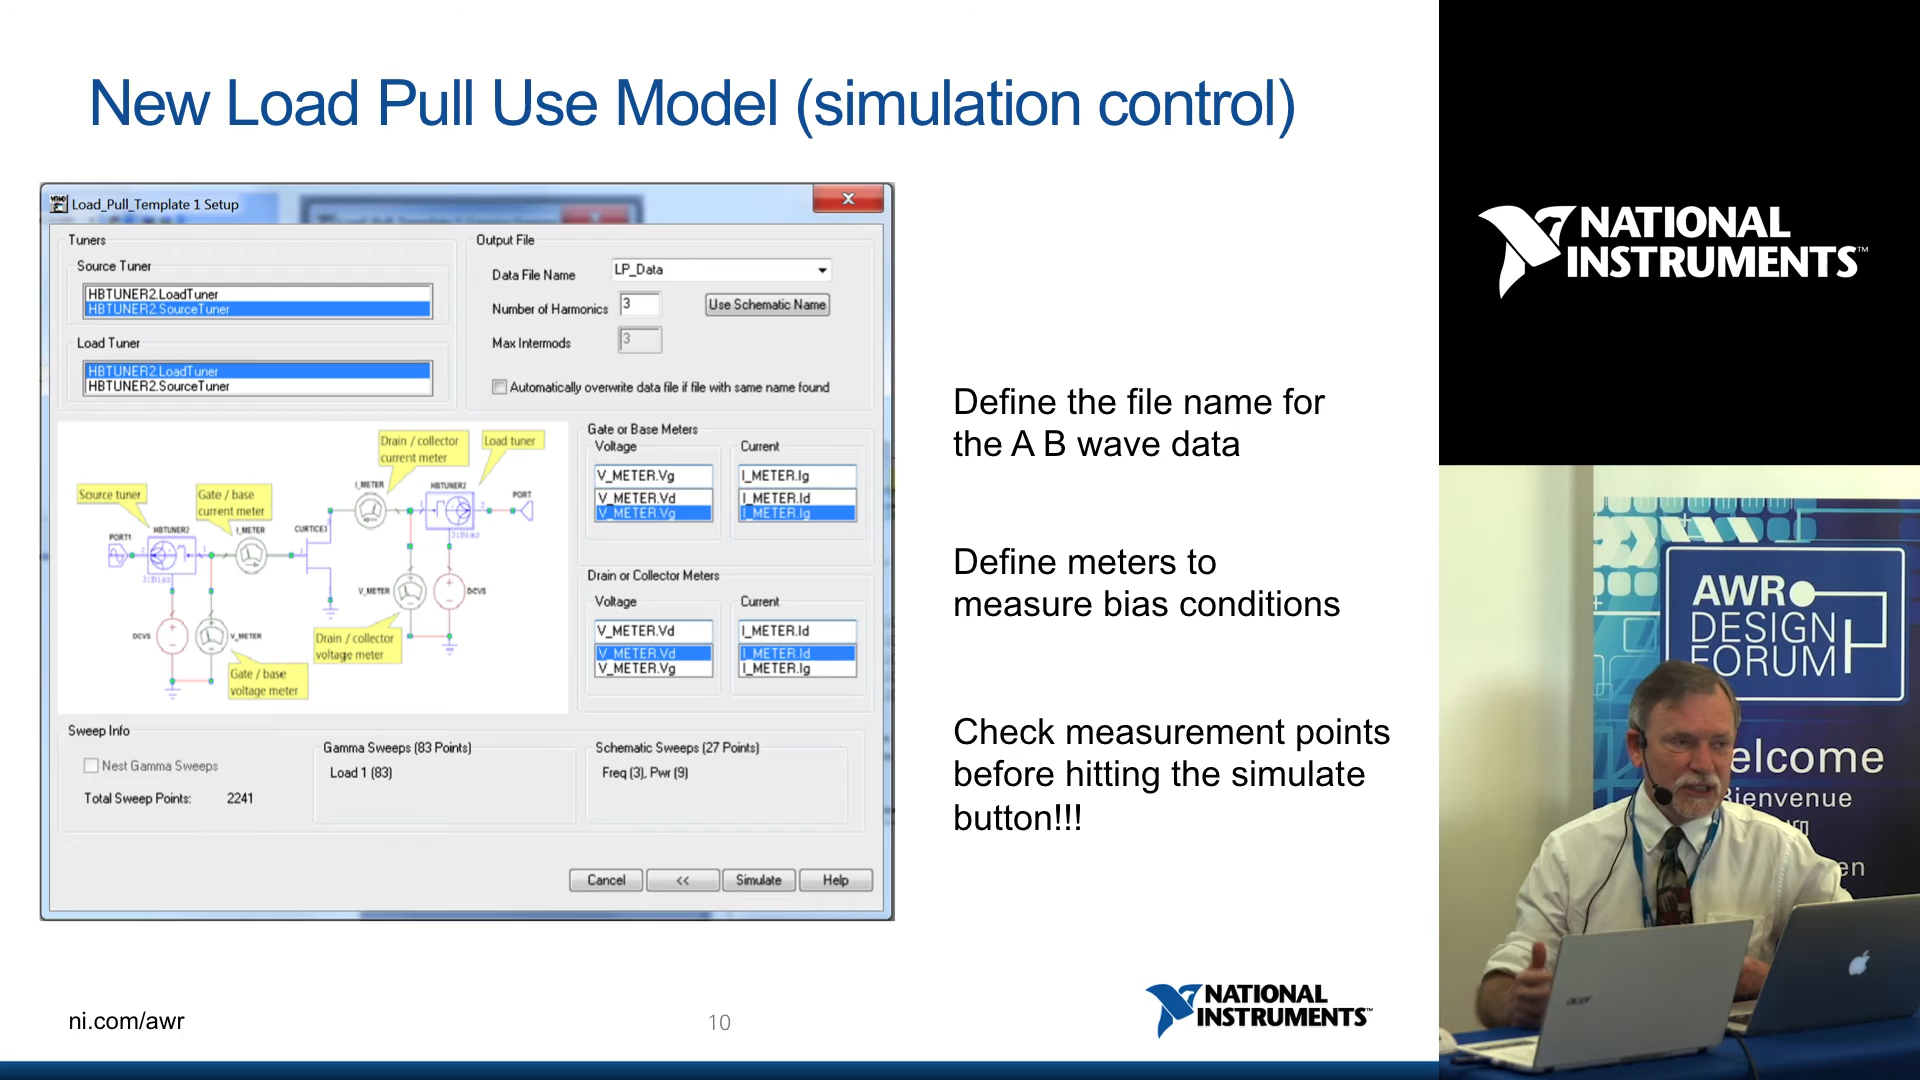 New Load Pull Use Model (simulation control)
Load_Pull_Template 1 Setup
Tuners
Source Tuner
HBTUNER2.LoadTuner
HBTUNER2.SourceTuner
Load Tuner
HBTUNER2.LoadTuner
HBTUNER2.SourceTuner
Output File
Data File Name
LP_Data
Number of Harmonics
3
Use Schematic Name
Max Intermods
3
Automatically overwrite data file if file with same name found
Source tuner
Gate / base
current meter
Drain / collector
current meter
Load tuner
PORT1
HBTUNER2
3:Bias
I_METER
CURTICE3
I_METER
HBTUNER2
3:Bias
PORT
DCVS
V_METER
V_METER
DCVS
Drain / collector
voltage meter
Gate / base
voltage meter
Gate or Base Meters
Voltage
V_METER.Vg
V_METER.Vd
V_METER.Vg
Current
I_METER.Ig
I_METER.Id
I_METER.Ig
Drain or Collector Meters
Voltage
V_METER.Vd
V_METER.Vd
V_METER.Vg
Current
I_METER.Id
I_METER.Id
I_METER.Ig
Sweep Info
Nest Gamma Sweeps
Total Sweep Points: 2241
Gamma Sweeps (83 Points)
Load 1 (83)
Schematic Sweeps (27 Points)
Freq (3), Pwr (9)
Cancel
<<
Simulate
Help
Define the file name for
the A B wave data
Define meters to
measure bias conditions
Check measurement points
before hitting the simulate
button!!!
ni.com/awr
10
NATIONAL
INSTRUMENTS™
NATIONAL
INSTRUMENTS™
AWR
DESIGN
FORUM
elcome
Bienvenue
en
acer